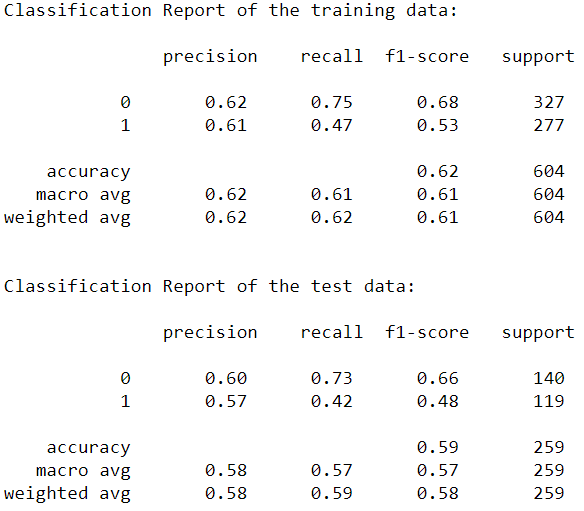 Classification Report of the training data:
precision recall f1-score support
0 0.62 0.75 0.68 327
1 0.61 0.47 0.53 277
accuracy 0.62 604
macro avg 0.62 0.61 0.61 604
weighted avg 0.62 0.62 0.61 604
Classification Report of the test data:
precision recall f1-score support
0 0.60 0.73 0.66 140
1 0.57 0.42 0.48 119
accuracy 0.59 259
macro avg 0.58 0.57 0.57 259
weighted avg 0.58 0.59 0.58 259